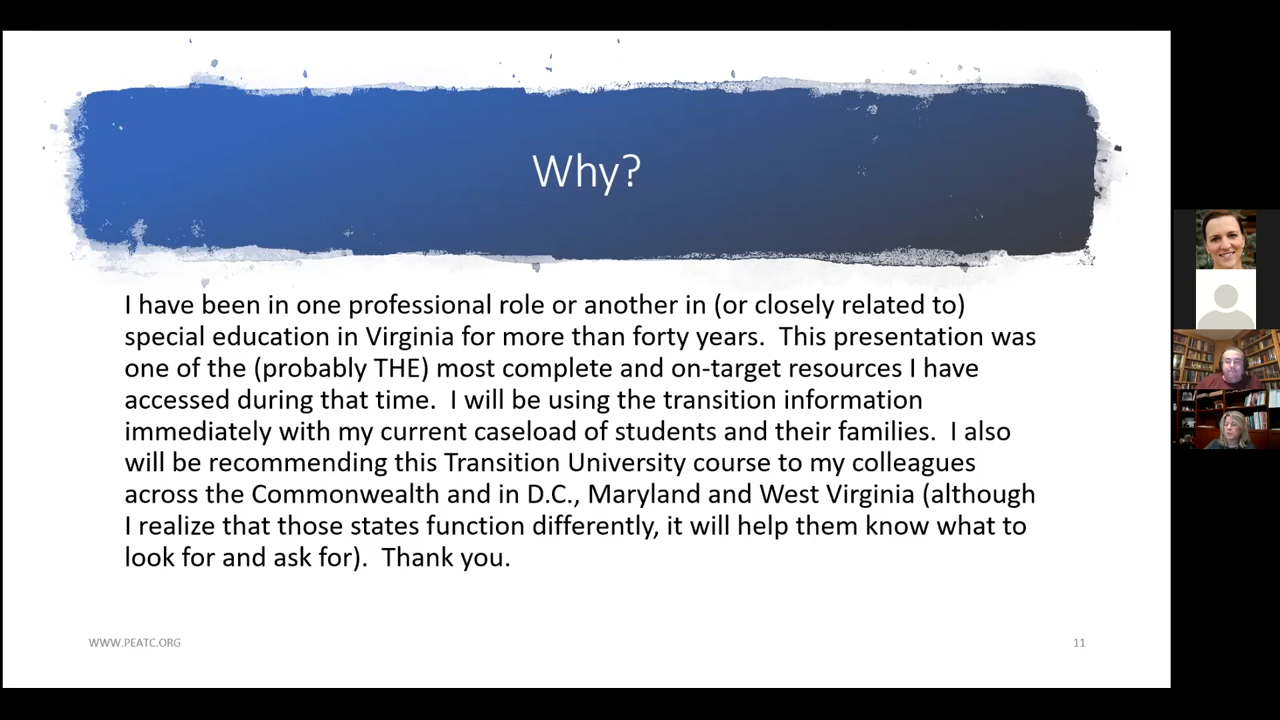 Why?
I have been in one professional role or another in (or closely related to)
special education in Virginia for more than forty years.  This presentation was
one of the (probably THE) most complete and on-target resources I have
accessed during that time.  I will be using the transition information
immediately with my current caseload of students and their families.  I also
will be recommending this Transition University course to my colleagues
across the Commonwealth and in D.C., Maryland and West Virginia (although
I realize that those states function differently, it will help them know what to
look for and ask for).  Thank you.
WWW.PEATC.ORG
11